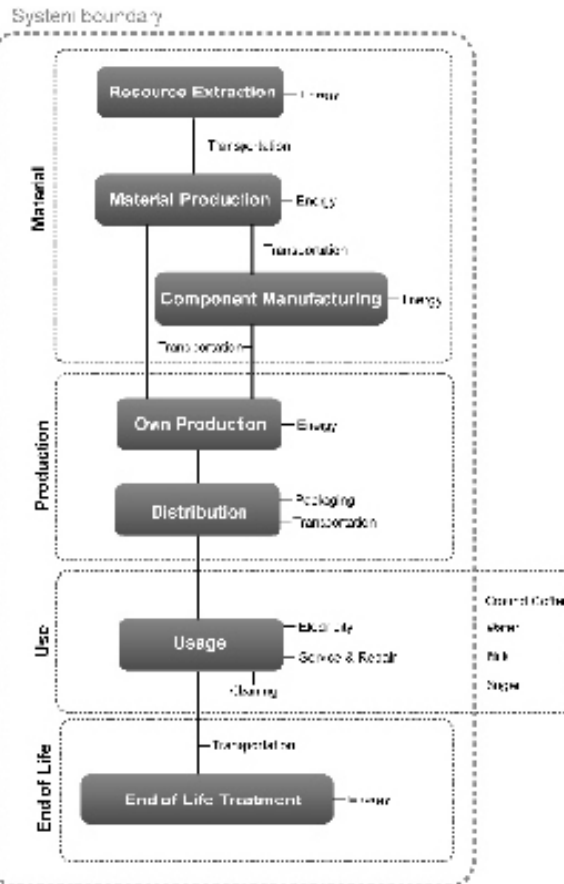 System boundary
Material
Resource Extraction
Energy
Transportation
Material Production
Energy
Transportation
Component Manufacturing
Energy
Transportation
Production
Own Production
Energy
Distribution
Packaging
Transportation
Use
Usage
Electricity
Service & Repair
Cleaning
Water
Milk
Sugar
End of Life
Transportation
End of Life Treatment
Energy